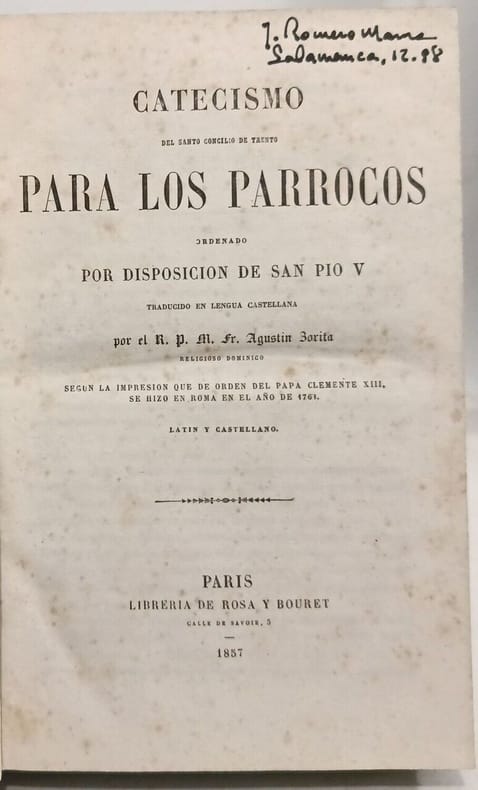 J. Romero
Salamanca, 12.98
CATECISMO
DEL SANTO CONCILIO DE TRENTO
PARA LOS PARROCOS
ORDENADO
POR DISPOSICION DE SAN PIO V
TRADUCIDO EN LENGUA CASTELLANA
por el R. P. M. Fr. Agustin Zorita
RELIGIOSO DOMINICO
SEGUN LA IMPRESION QUE DE ORDEN DEL PAPA CLEMENTE XIII,
SE HIZO EN ROMA EN EL AÑO DE 1761.
LATIN Y CASTELLANO.
PARIS
LIBRERIA DE ROSA Y BOURET
CALLE DE SAVOIE, 5
1857